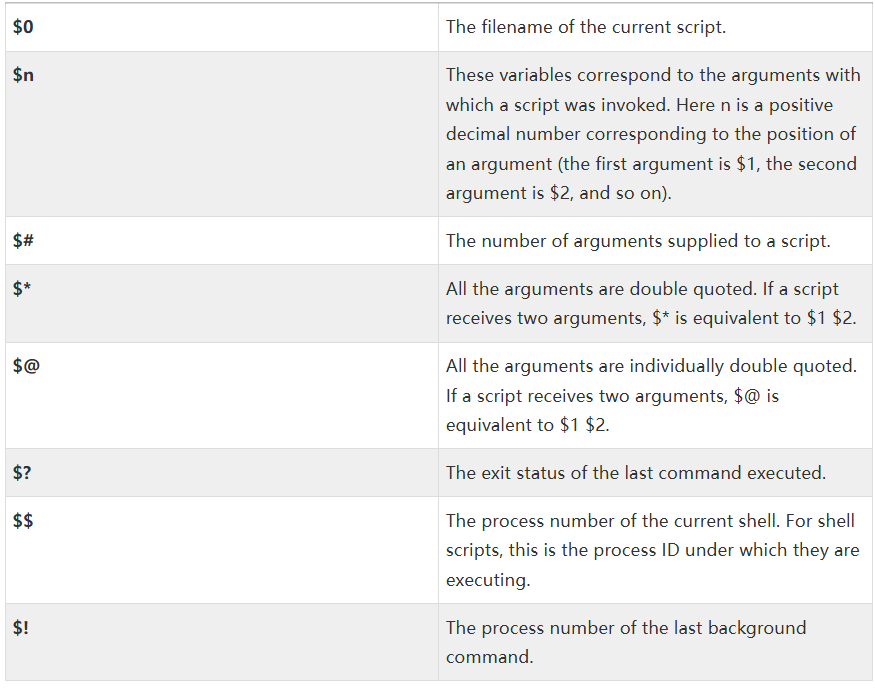 $0 The filename of the current script.
$n These variables correspond to the arguments with
which a script was invoked. Here n is a positive
decimal number corresponding to the position of
an argument (the first argument is $1, the second
argument is $2, and so on).
$# The number of arguments supplied to a script.
$* All the arguments are double quoted. If a script
receives two arguments, $* is equivalent to $1 $2.
$@ All the arguments are individually double quoted.
If a script receives two arguments, $@ is
equivalent to $1 $2.
$? The exit status of the last command executed.
$$ The process number of the current shell. For shell
scripts, this is the process ID under which they are
executing.
$! The process number of the last background
command.